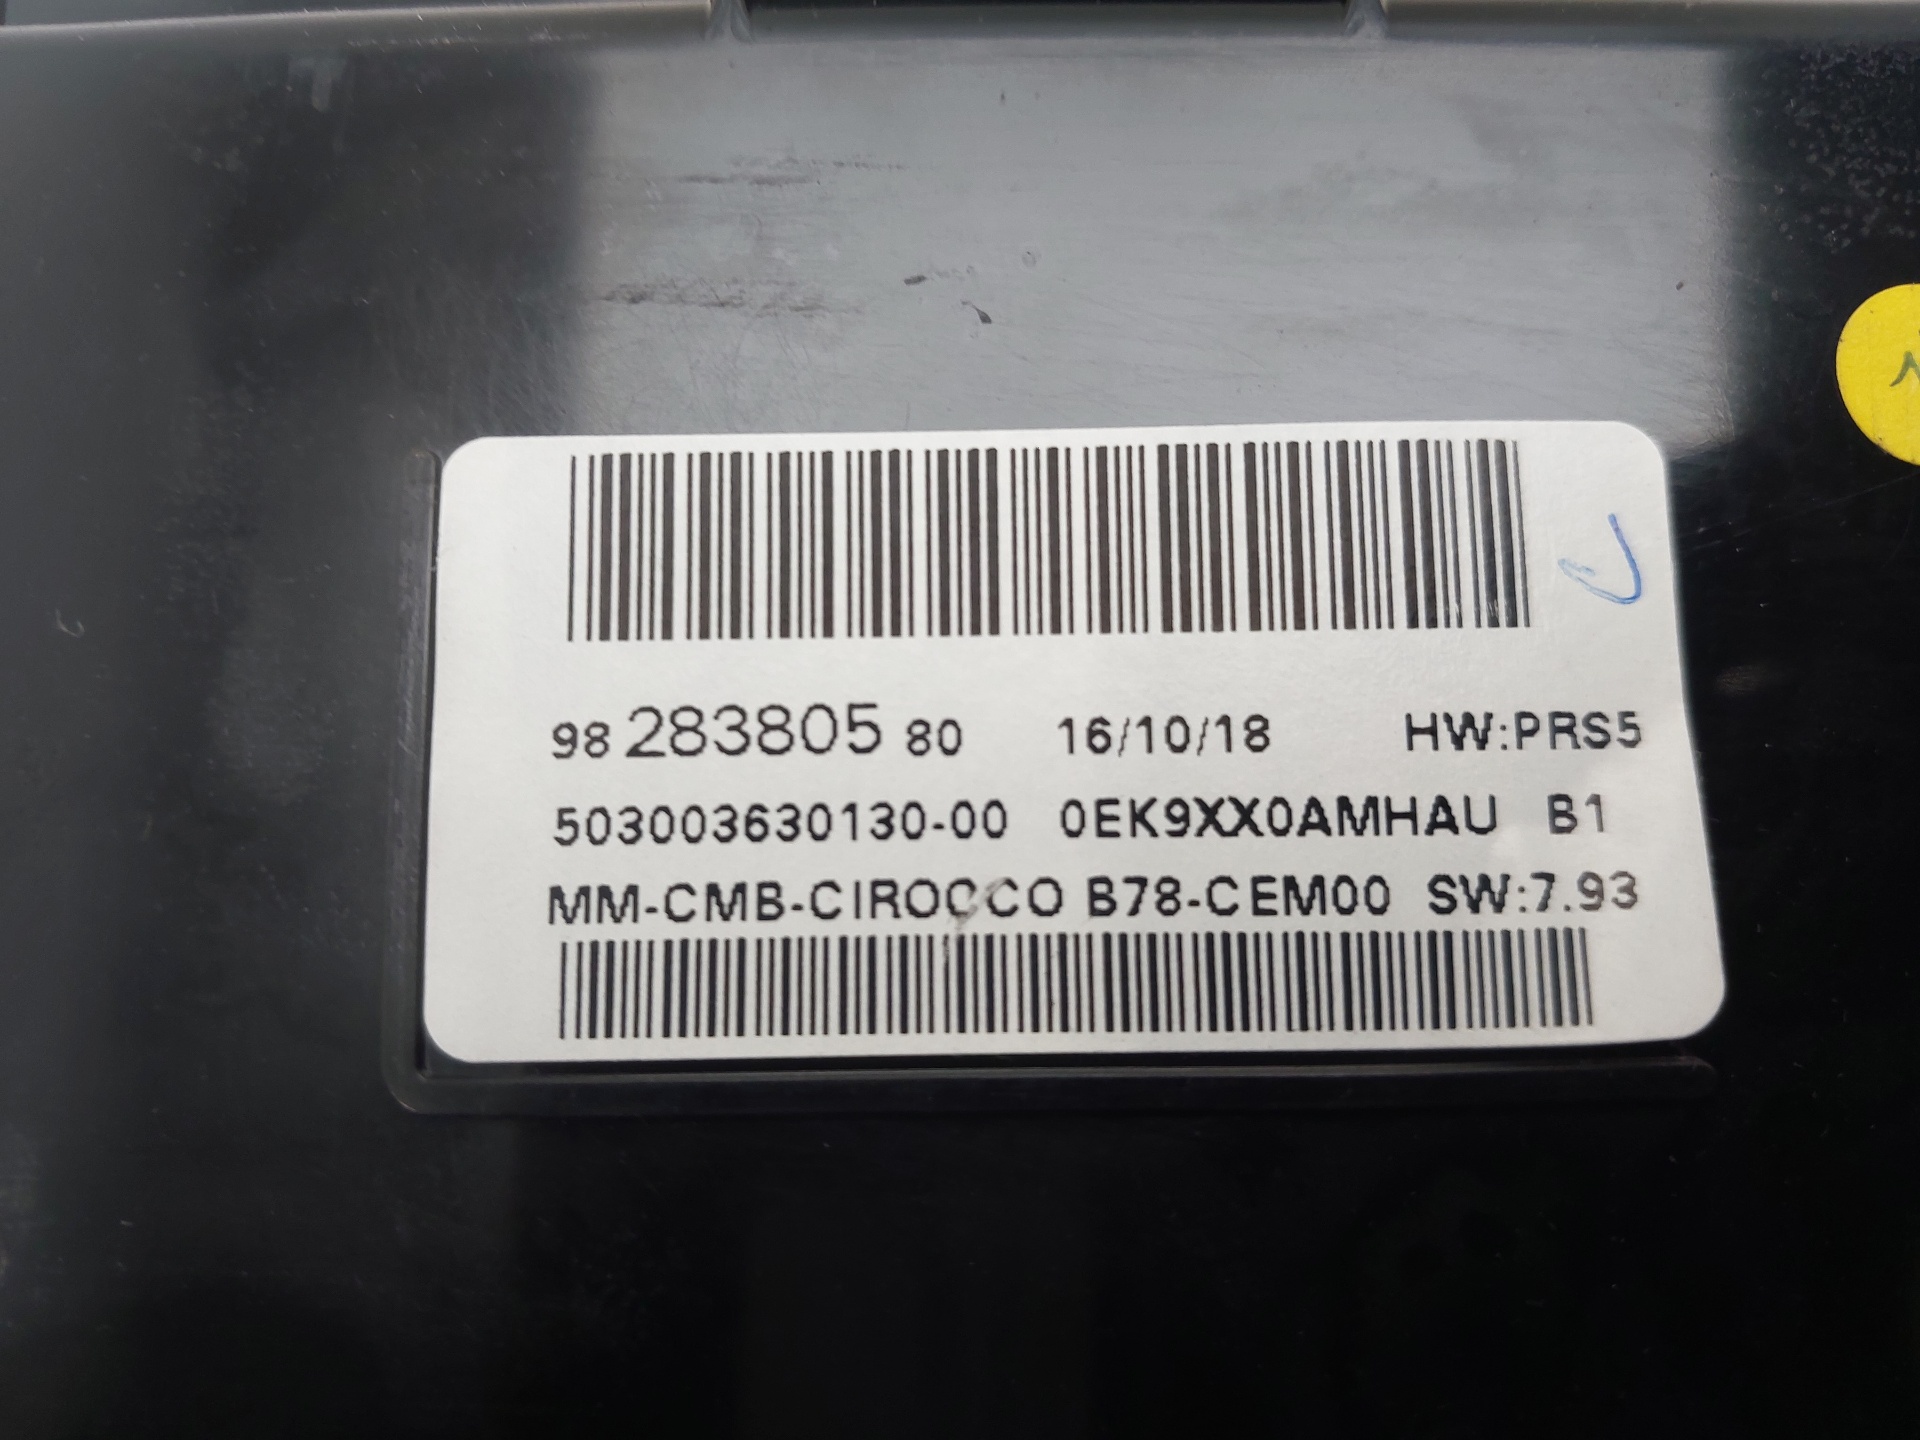 98 283805 80 16/10/18 HW:PRS5
503003630130-00 0EK9XX0AMHAU B1
MM-CMB-CIROCCO B78-CEM00 SW:7.93